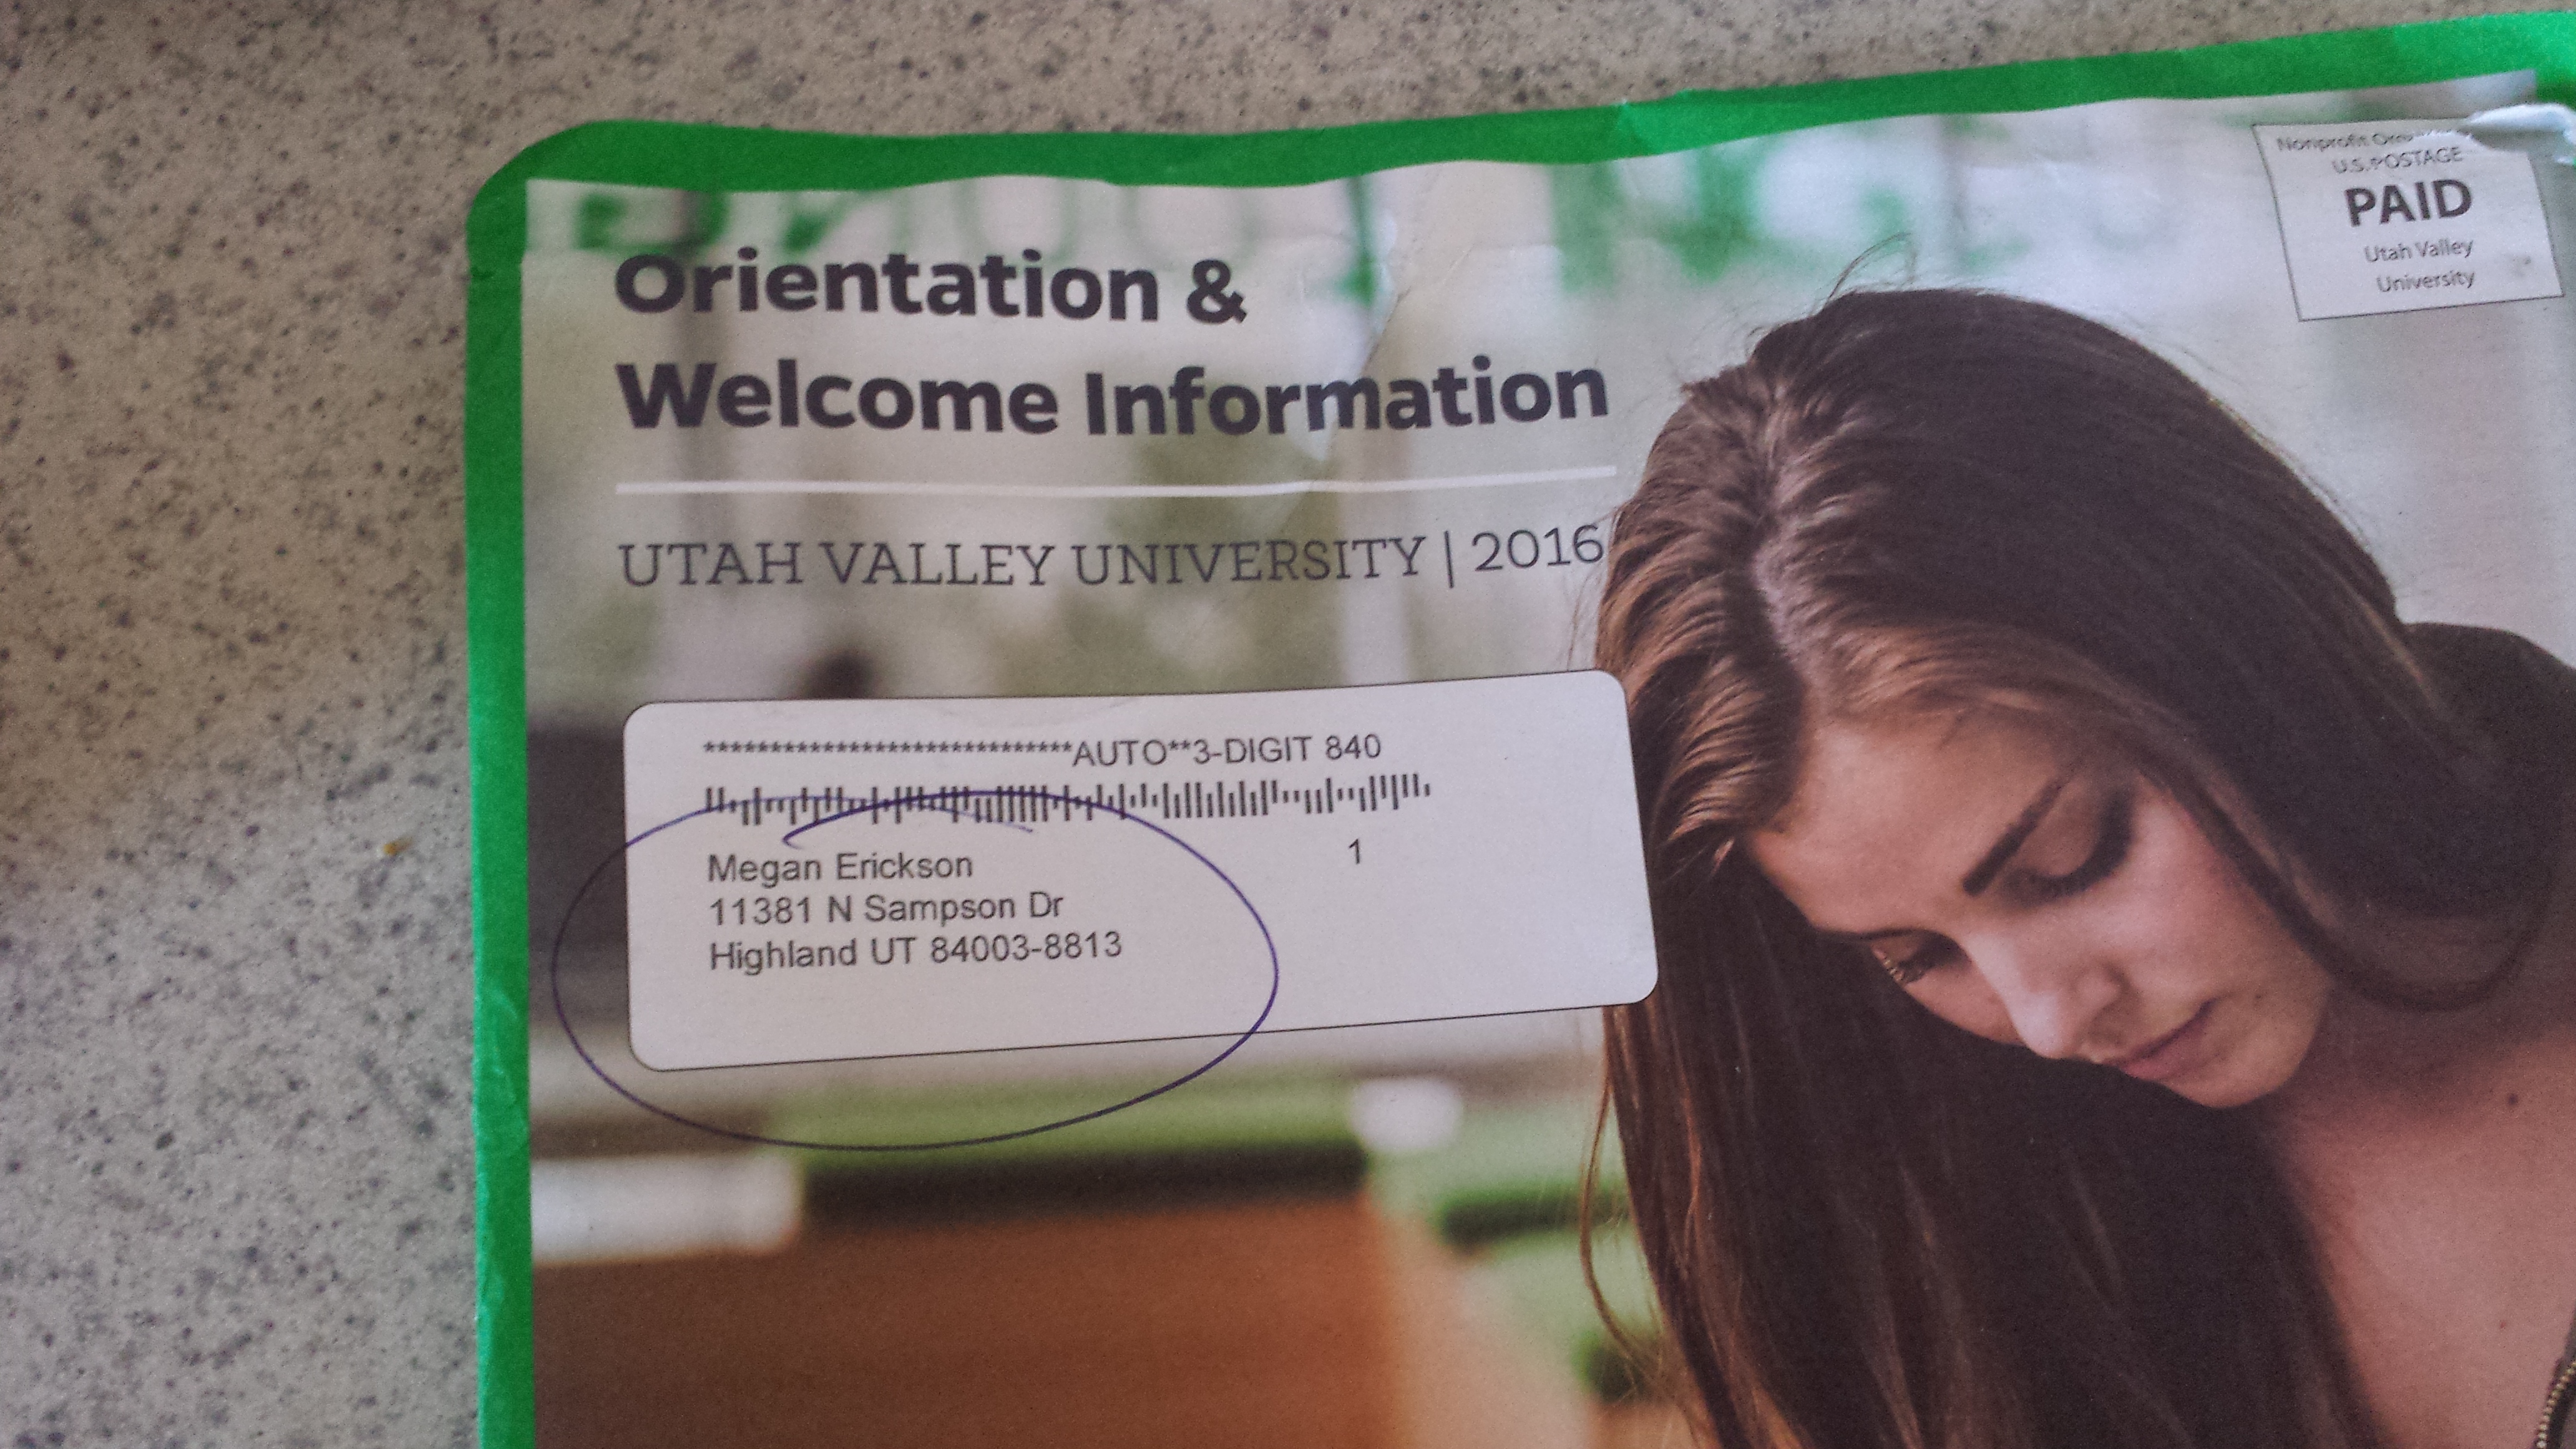 Nonprofit
U.S. POSTAGE
PAID
Utah Valley
University
Orientation &
Welcome Information
UTAH VALLEY UNIVERSITY | 2016
****************************AUTO**3-DIGIT 840
1
Megan Erickson
11381 N Sampson Dr
Highland UT 84003-8813